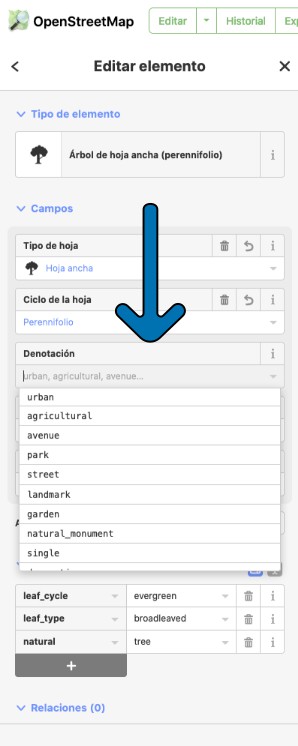 OpenStreetMap Editar Historial
Editar elemento
Tipo de elemento
Árbol de hoja ancha (perennifolio)
Campos
Tipo de hoja
Hoja ancha
Ciclo de la hoja
Perennifolio
Denotación
urban, agricultural, avenue...
urban
agricultural
avenue
park
street
landmark
garden
natural_monument
single
leaf_cycle evergreen
leaf_type broadleaved
natural tree
Relaciones (0)